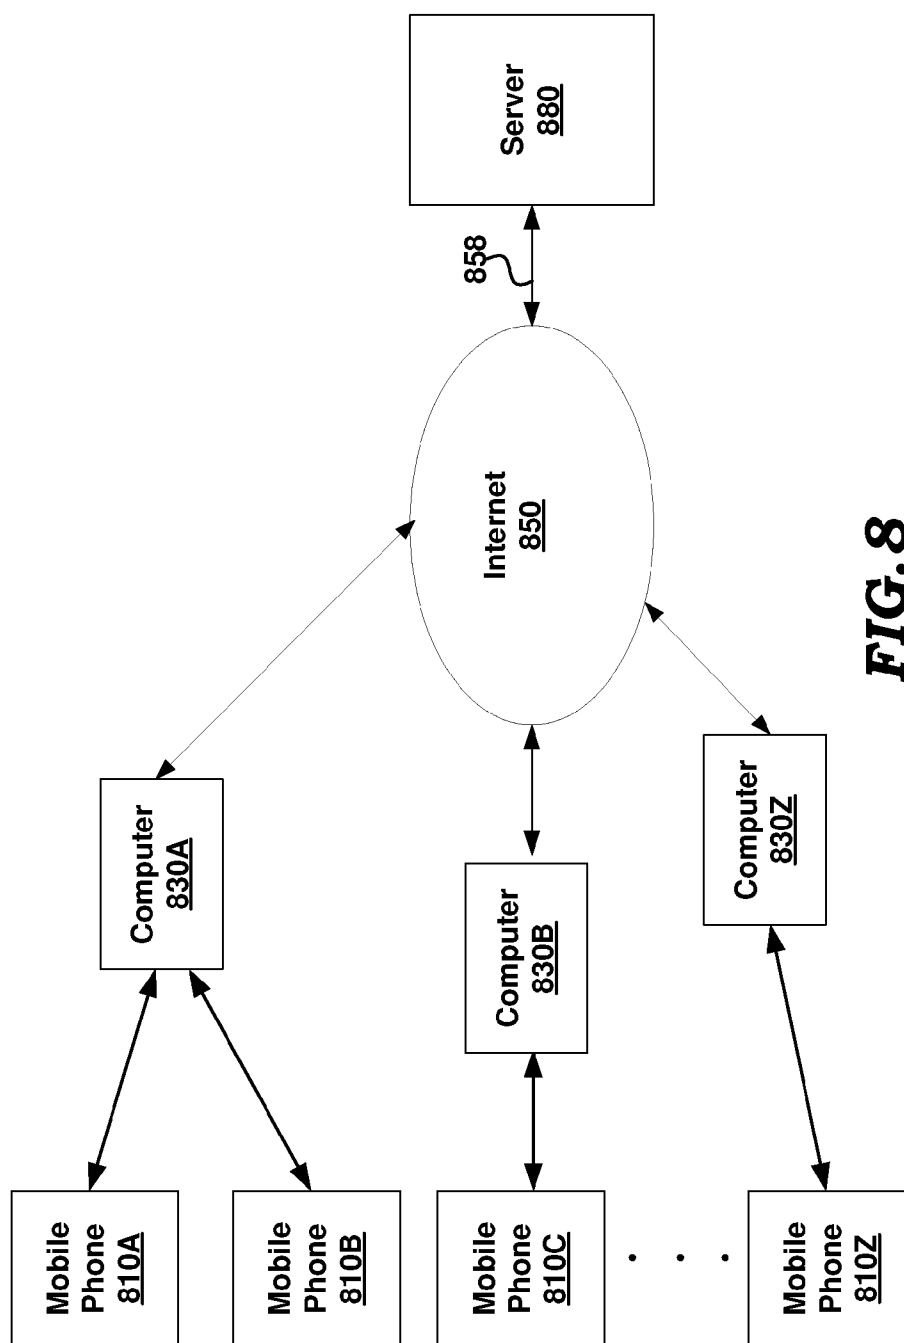 Mobile
Phone
810A
Mobile
Phone
810B
Mobile
Phone
810C
Mobile
Phone
810Z
Computer
830A
Computer
830B
Computer
830Z
Internet
850
858
Server
880
FIG. 8